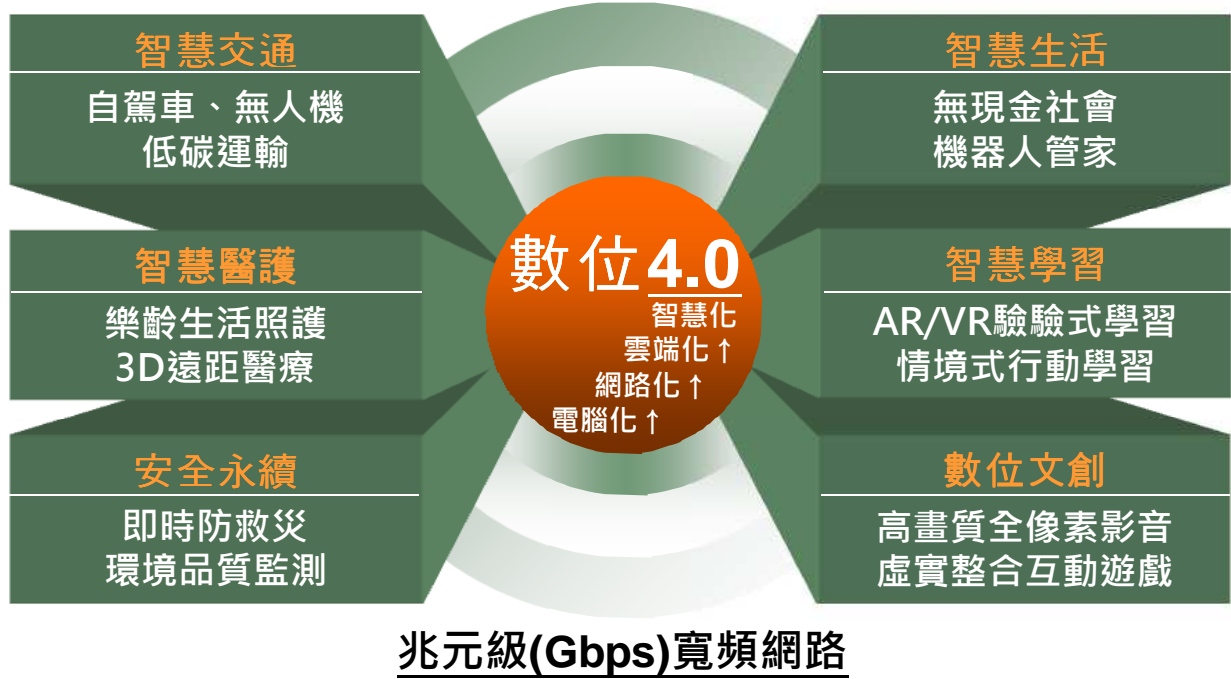 智慧交通
自駕車、無人機
低碳運輸
智慧醫護
樂齡生活照護
3D遠距醫療
安全永續
即時防救災
環境品質監測
數位4.0
智慧化
雲端化↑
網路化↑
電腦化↑
智慧生活
無現金社會
機器人管家
智慧學習
AR/VR驗驗式學習
情境式行動學習
數位文創
高畫質全像素影音
虛實整合互動遊戲
兆元級(Gbps)寬頻網路